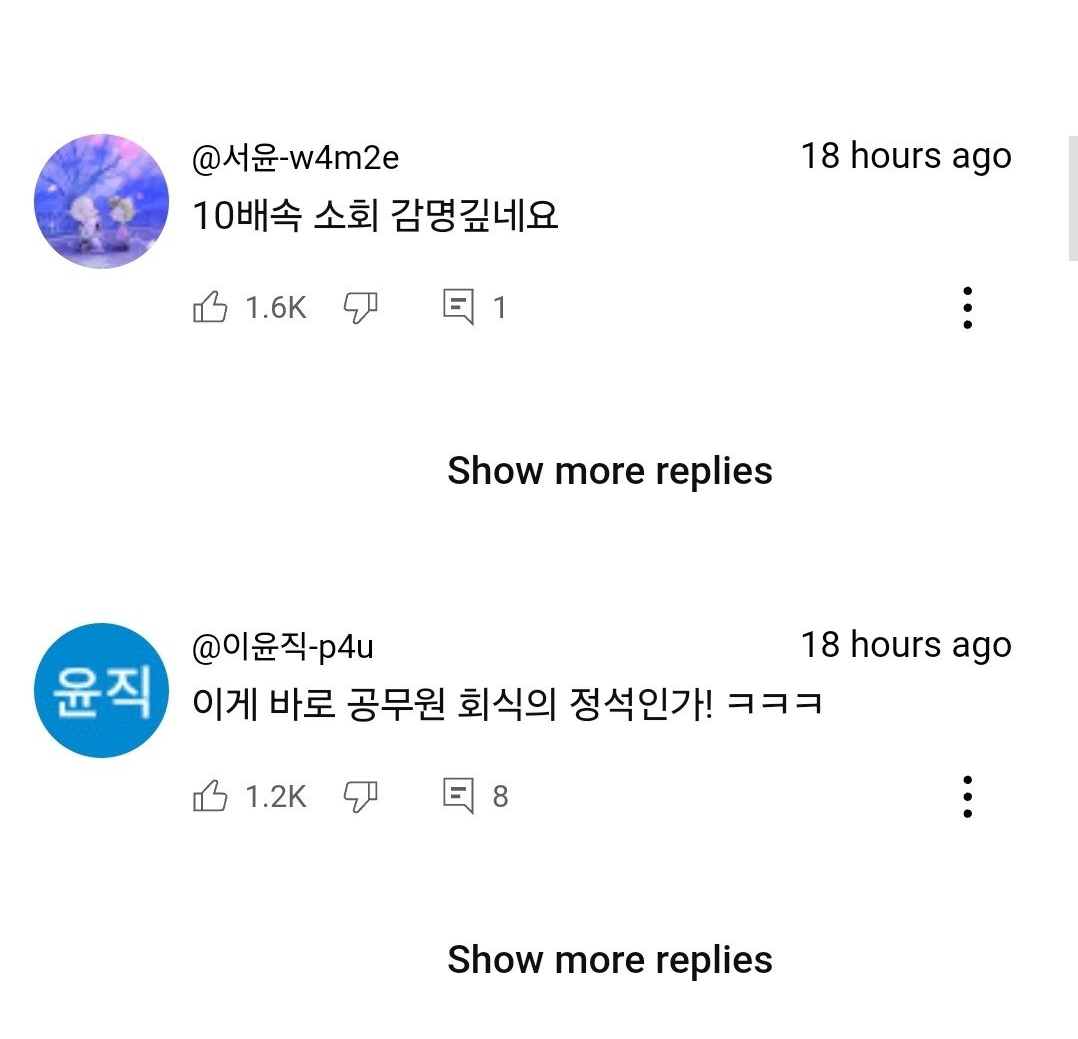 @서윤-w4m2e
18 hours ago
10배속 소회 감명깊네요
1.6K
1
Show more replies
윤직
@이윤직-p4u
18 hours ago
이게 바로 공무원 회식의 정석인가! ㅋㅋㅋ
1.2K
8
Show more replies